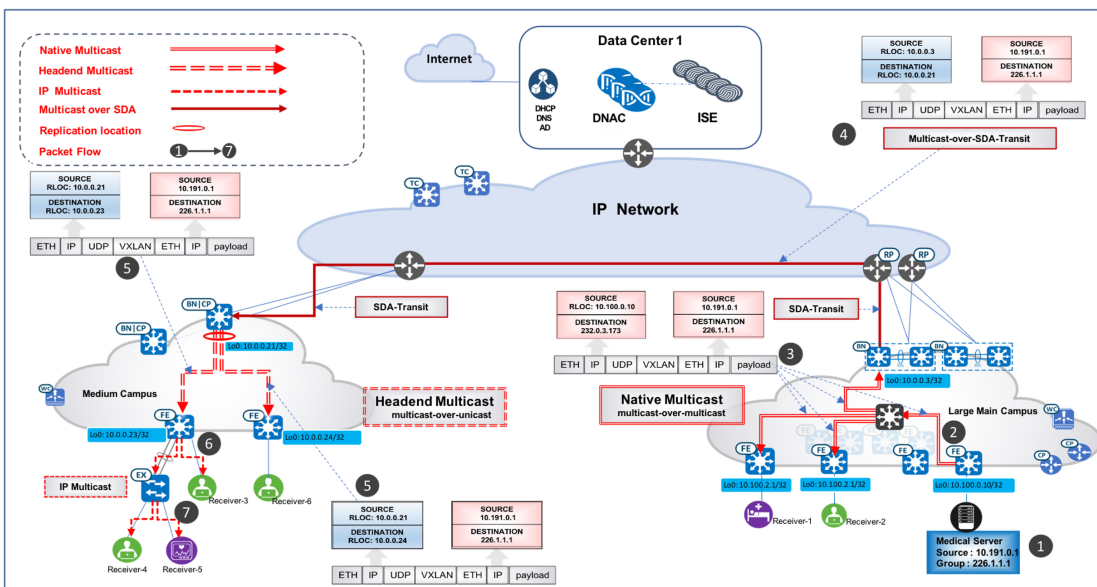 Native Multicast
Headend Multicast
IP Multicast
Multicast over SDA
Replication location
Packet Flow
1 7
Internet
Data Center 1
DHCP
DNS
AD
DNAC
ISE
SOURCE
RLOC: 10.0.0.3
DESTINATION
RLOC: 10.0.0.21
SOURCE
10.191.0.1
DESTINATION
226.1.1.1
ETH IP UDP VXLAN ETH IP payload
4
Multicast-over-SDA-Transit
SOURCE
RLOC: 10.0.0.21
DESTINATION
RLOC: 10.0.0.23
SOURCE
10.191.0.1
DESTINATION
226.1.1.1
ETH IP UDP VXLAN ETH IP payload
5
TC
TC
IP Network
RP
RP
BN|CP
BN|CP
SDA-Transit
Lo0: 10.0.0.21/32
SOURCE
RLOC: 10.100.0.10
DESTINATION
232.0.3.173
SOURCE
10.191.0.1
DESTINATION
226.1.1.1
ETH IP UDP VXLAN ETH IP payload
3
SDA-Transit
BN
BN
Lo0: 10.0.0.3/32
WC
Medium Campus
Headend Multicast
multicast-over-unicast
Native Multicast
multicast-over-multicast
Large Main Campus
WC
FE
FE
Lo0: 10.0.0.23/32
Lo0: 10.0.0.24/32
6
2
FE
FE
FE
FE
FE
FE
CP
CP
Lo0: 10.100.2.1/32
Lo0: 10.100.2.1/32
Lo0: 10.100.0.10/32
EX
IP Multicast
Receiver-3
Receiver-6
7
Receiver-4
Receiver-5
5
SOURCE
RLOC: 10.0.0.21
DESTINATION
RLOC: 10.0.0.24
SOURCE
10.191.0.1
DESTINATION
226.1.1.1
ETH IP UDP VXLAN ETH IP payload
Receiver-1
Receiver-2
Medical Server
Source : 10.191.0.1
Group : 226.1.1.1
1